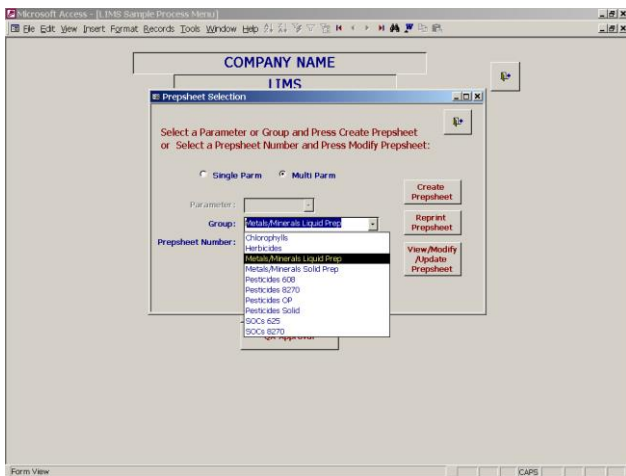 Microsoft Access - [LIMS Sample Process Menu]
File Edit View Insert Format Records Tools Window Help
COMPANY NAME
LIMS
Prepsheet Selection
Select a Parameter or Group and Press Create Prepsheet
or Select a Prepsheet Number and Press Modify Prepsheet:
Single Parm Multi Parm
Parameter:
Group: Metals/Minerals Liquid Prep
Prepsheet Number:
Chlorophylls
Herbicides
Metals/Minerals Liquid Prep
Metals/Minerals Solid Prep
Pesticides 608
Pesticides 8270
Pesticides OP
Pesticides Solid
SOCs 625
SOCs 8270
Create
Prepsheet
Reprint
Prepsheet
View/Modify
/Update
Prepsheet
Approval
Form View
CAPS